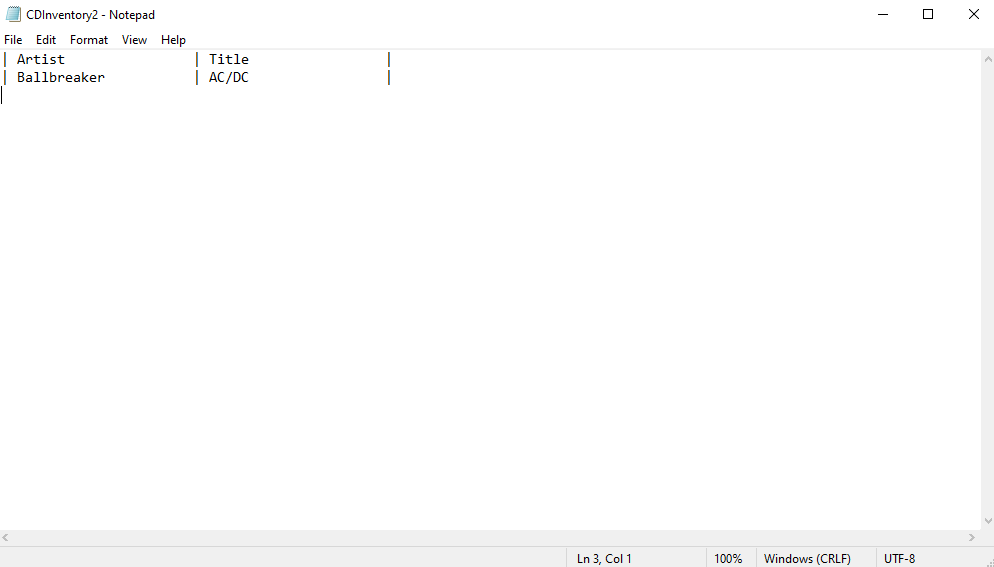 CDInventory2 - Notepad
File Edit Format View Help
| Artist | Title |
| Ballbreaker | AC/DC |
Ln 3, Col 1 100% Windows (CRLF) UTF-8